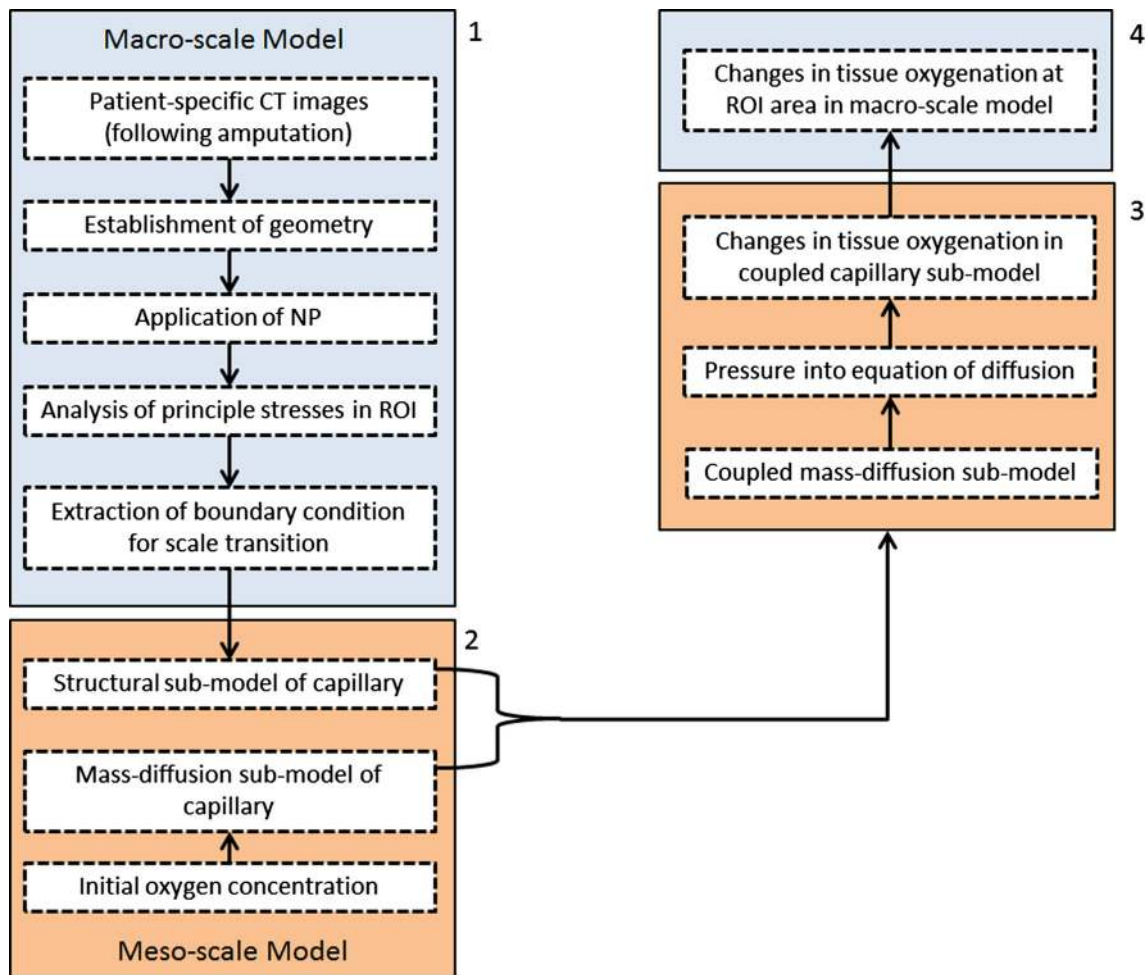 Macro-scale Model
1
Patient-specific CT images
(following amputation)
Establishment of geometry
Application of NP
Analysis of principle stresses in ROI
Extraction of boundary condition
for scale transition
2
Structural sub-model of capillary
Mass-diffusion sub-model of
capillary
Initial oxygen concentration
Meso-scale Model
3
Changes in tissue oxygenation in
coupled capillary sub-model
Pressure into equation of diffusion
Coupled mass-diffusion sub-model
4
Changes in tissue oxygenation at
ROI area in macro-scale model